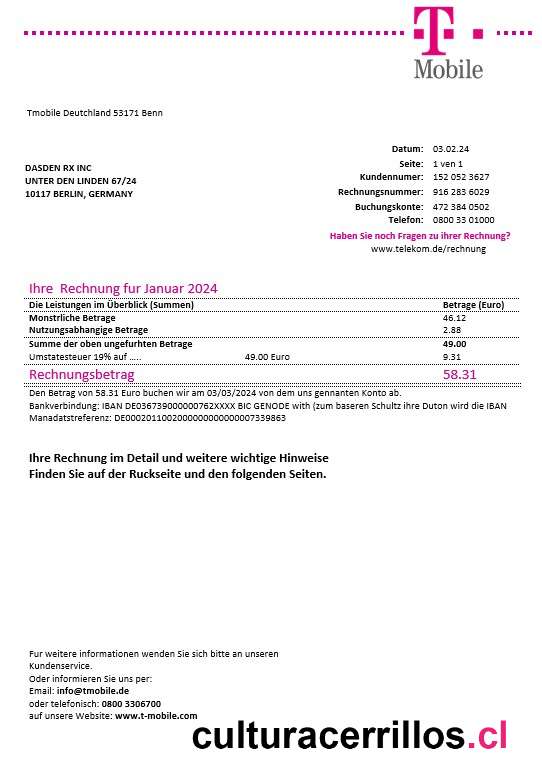 T
Mobile
Tmobile Deutchland 53171 Benn
Datum: 03.02.24
Seite: 1 ven 1
Kundennumer: 152 052 3627
Rechnungsnumer: 916 283 6029
Buchungskonte: 472 384 0502
Telefon: 0800 33 01000
DASDEN RX INC
UNTER DEN LINDEN 67/24
10117 BERLIN, GERMANY
Haben Sie noch Fragen zu ihrer Rechnung?
www.telekom.de/rechnung
Ihre Rechnung fur Januar 2024
Die Leistungen im Überblick (Summen) Betrage (Euro)
Monstrliche Betrage 46.12
Nutzungsabhangige Betrage 2.88
Summe der oben ungefurhten Betrage 49.00
Umstatesteuer 19% auf ..... 49.00 Euro 9.31
Rechnungsbetrag 58.31
Den Betrag von 58.31 Euro buchen wir am 03/03/2024 von dem uns gennanten Konto ab.
Bankverbindung: IBAN DE036739000000762XXXX BIC GENODE with (zum baseren Schultz ihre Duton wird die IBAN
Manadatstreferenz: DE0002011002000000000000007339863
Ihre Rechnung im Detail und weitere wichtige Hinweise
Finden Sie auf der Ruckseite und den folgenden Seiten.
Fur weitere informationen wenden Sie sich bitte an unseren
Kundenservice.
Oder informieren Sie uns per:
Email: info@tmobile.de
oder telefonisch: 0800 3306700
auf unsere Website: www.t-mobile.com
culturacerrillos.cl